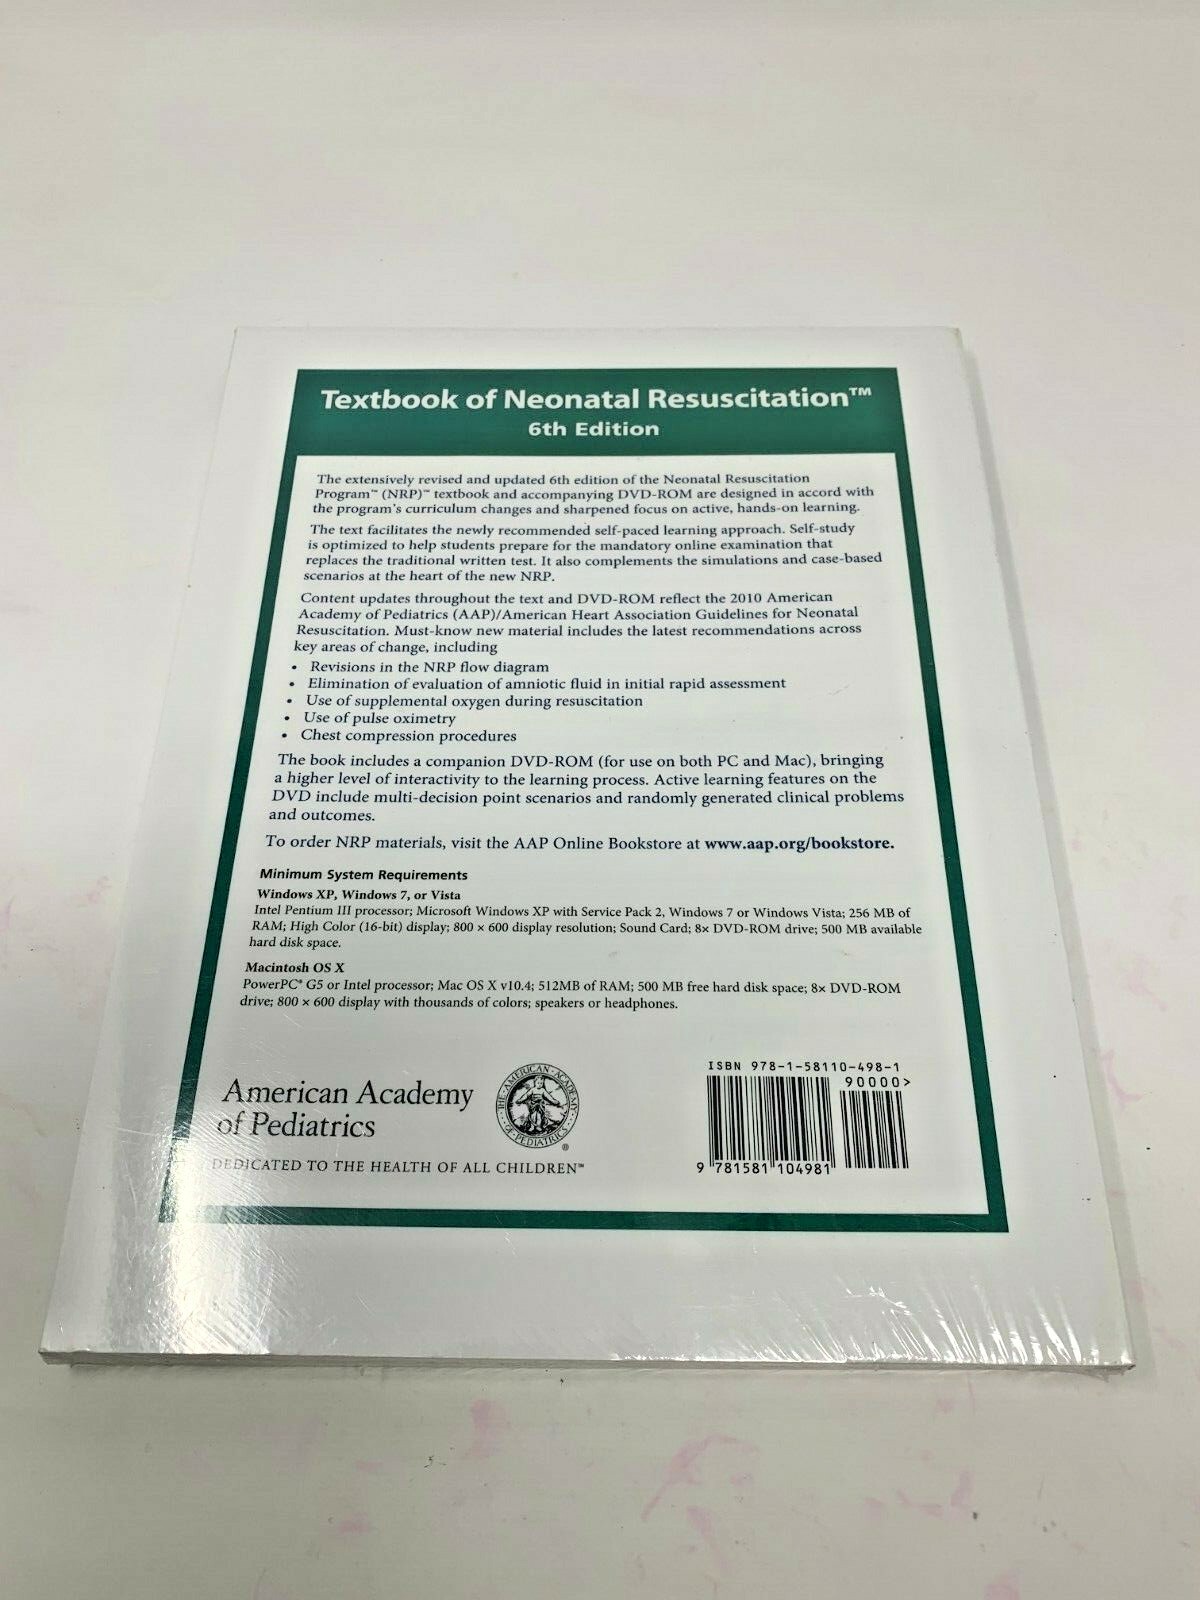 Textbook of Neonatal Resuscitation™
6th Edition
The extensively revised and updated 6th edition of the Neonatal Resuscitation
Program™ (NRP)™ textbook and accompanying DVD-ROM are designed in accord with
the program's curriculum changes and sharpened focus on active, hands-on learning.
The text facilitates the newly recommended self-paced learning approach. Self-study
is optimized to help students prepare for the mandatory online examination that
replaces the traditional written test. It also complements the simulations and case-based
scenarios at the heart of the new NRP.
Content updates throughout the text and DVD-ROM reflect the 2010 American
Academy of Pediatrics (AAP)/American Heart Association Guidelines for Neonatal
Resuscitation. Must-know new material includes the latest recommendations across
key areas of change, including
• Revisions in the NRP flow diagram
• Elimination of evaluation of amniotic fluid in initial rapid assessment
• Use of supplemental oxygen during resuscitation
• Use of pulse oximetry
• Chest compression procedures
The book includes a companion DVD-ROM (for use on both PC and Mac), bringing
a higher level of interactivity to the learning process. Active learning features on the
DVD include multi-decision point scenarios and randomly generated clinical problems
and outcomes.
To order NRP materials, visit the AAP Online Bookstore at www.aap.org/bookstore.
Minimum System Requirements
Windows XP, Windows 7, or Vista
Intel Pentium III processor; Microsoft Windows XP with Service Pack 2, Windows 7 or Windows Vista; 256 MB of
RAM; High Color (16-bit) display; 800 × 600 display resolution; Sound Card; 8× DVD-ROM drive; 500 MB available
hard disk space.
Macintosh OS X
PowerPC® G5 or Intel processor; Mac OS X v10.4; 512MB of RAM; 500 MB free hard disk space; 8× DVD-ROM
drive; 800 × 600 display with thousands of colors; speakers or headphones.
American Academy
of Pediatrics
DEDICATED TO THE HEALTH OF ALL CHILDREN™
THE · AMERICAN · ACADEMY · OF · PEDIATRICS ·
®
ISBN 978-1-58110-498-1
90000>
9 781581 104981